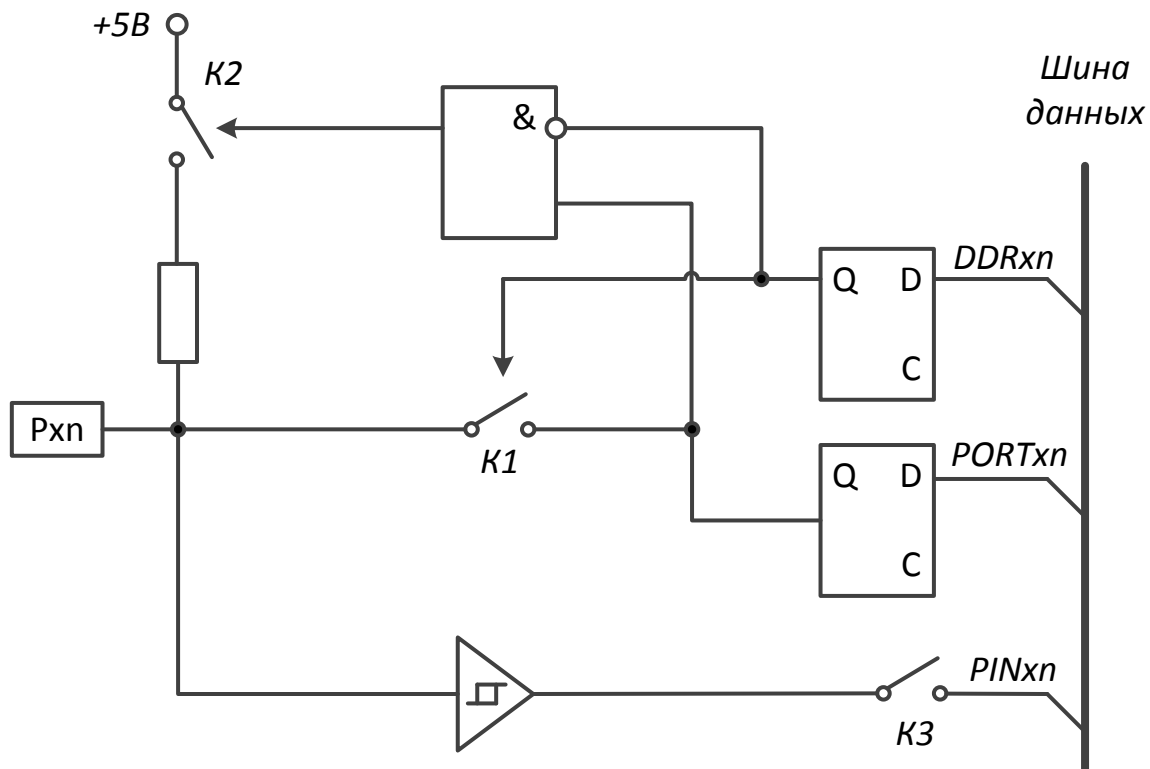 +5В
К2
&
Шина
данных
Q D
DDRxn
C
Pxn
К1
Q D
PORTxn
C
PINxn
К3